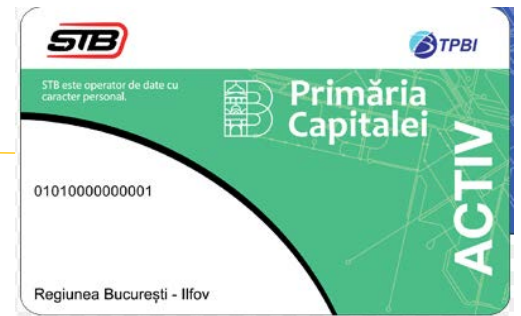 STB
TPBI
STB este operator de date cu
caracter personal.
Primăria
Capitalei
ACTIV
01010000000001
Regiunea București - Ilfov